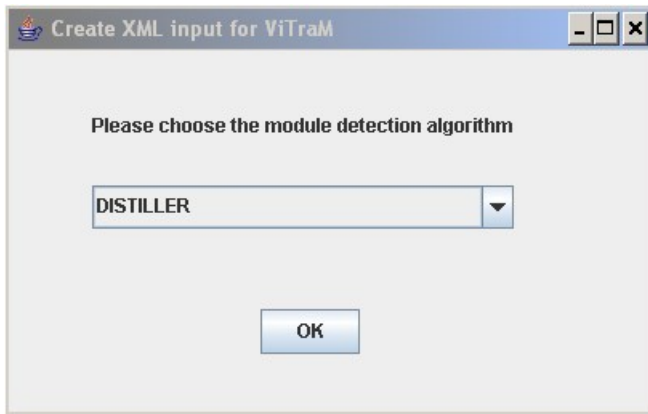 Create XML input for ViTraM
Please choose the module detection algorithm
DISTILLER
OK